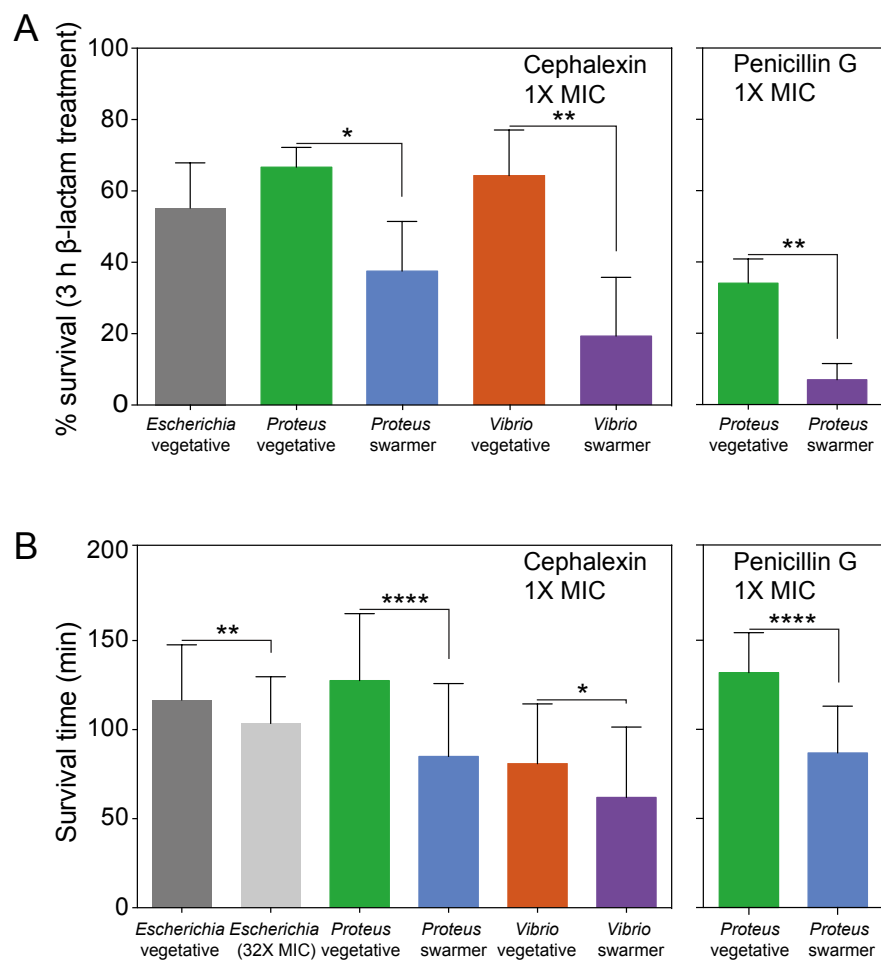 A
% survival (3 h β-lactam treatment)
100
80
60
40
20
0
Cephalexin
1X MIC
*
**
Escherichia
vegetative
Proteus
vegetative
Proteus
swarmer
Vibrio
vegetative
Vibrio
swarmer
Penicillin G
1X MIC
**
Proteus
vegetative
Proteus
swarmer
B
Survival time (min)
200
150
100
50
0
Cephalexin
1X MIC
**
****
*
Escherichia
vegetative
Escherichia
(32X MIC)
Proteus
vegetative
Proteus
swarmer
Vibrio
vegetative
Vibrio
swarmer
Penicillin G
1X MIC
****
Proteus
vegetative
Proteus
swarmer